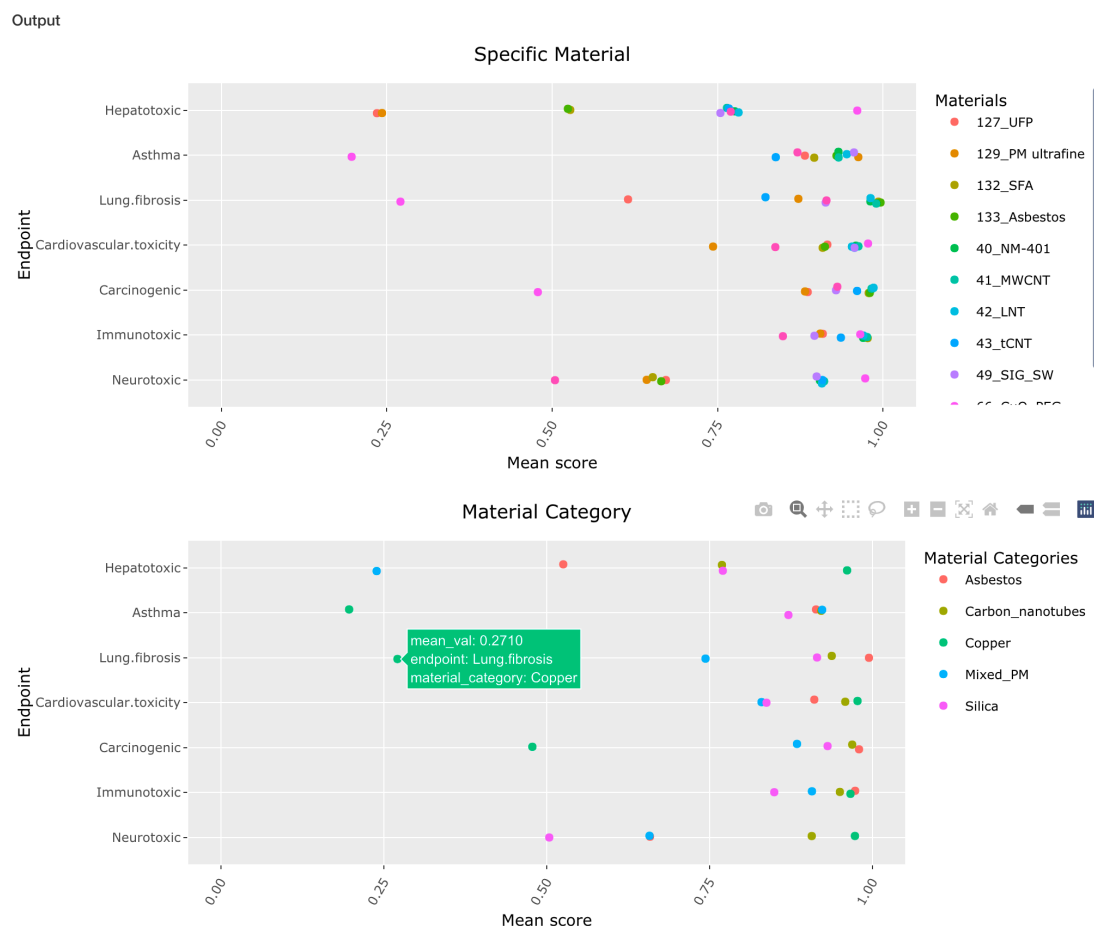 Output
Specific Material
Endpoint
Hepatotoxic
Asthma
Lung.fibrosis
Cardiovascular.toxicity
Carcinogenic
Immunotoxic
Neurotoxic
0.00
0.25
0.50
0.75
1.00
Mean score
Materials
127_UFP
129_PM ultrafine
132_SFA
133_Asbestos
40_NM-401
41_MWCNT
42_LNT
43_tCNT
49_SIG_SW
Material Category
Endpoint
Hepatotoxic
Asthma
Lung.fibrosis
Cardiovascular.toxicity
Carcinogenic
Immunotoxic
Neurotoxic
mean_val: 0.2710
endpoint: Lung.fibrosis
material_category: Copper
0.00
0.25
0.50
0.75
1.00
Mean score
Material Categories
Asbestos
Carbon_nanotubes
Copper
Mixed_PM
Silica